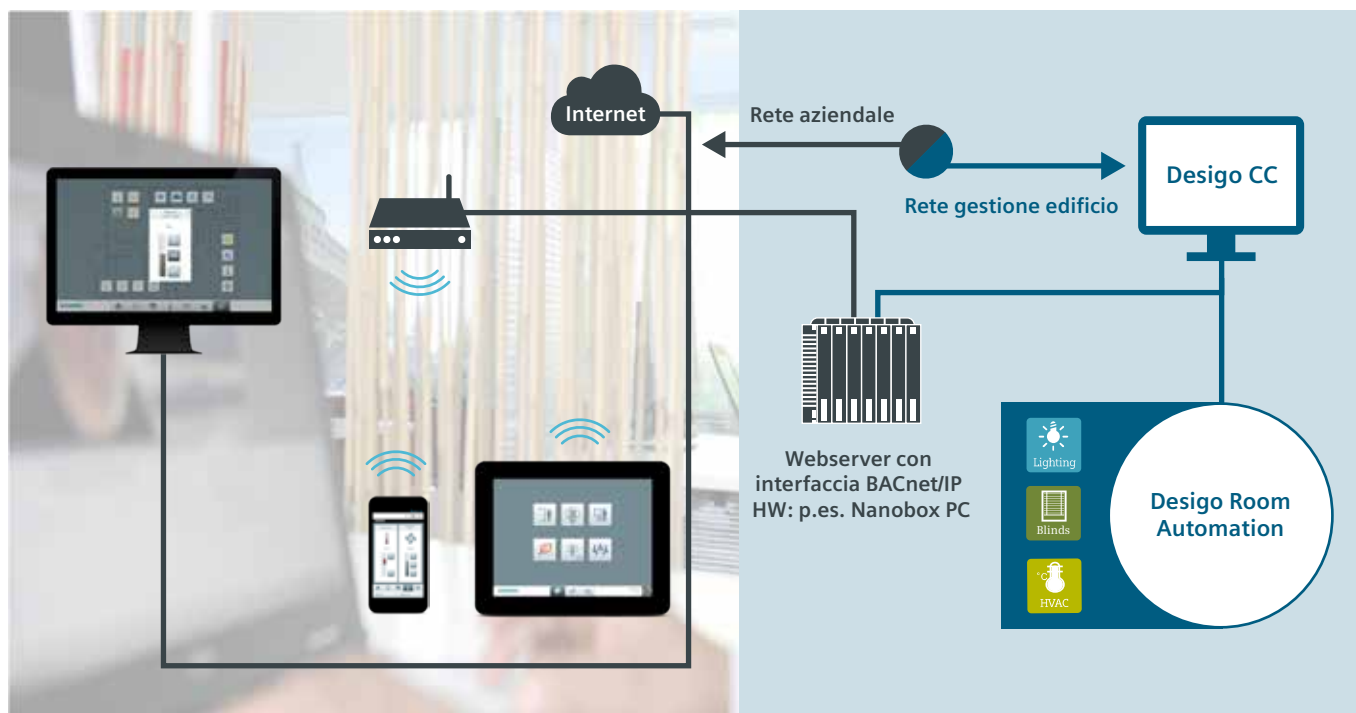 Internet
Rete aziendale
Rete gestione edificio
Desigo CC
Webserver con
interfaccia BACnet/IP
HW: p.es. Nanobox PC
Lighting
Blinds
°C
HVAC
Desigo Room
Automation